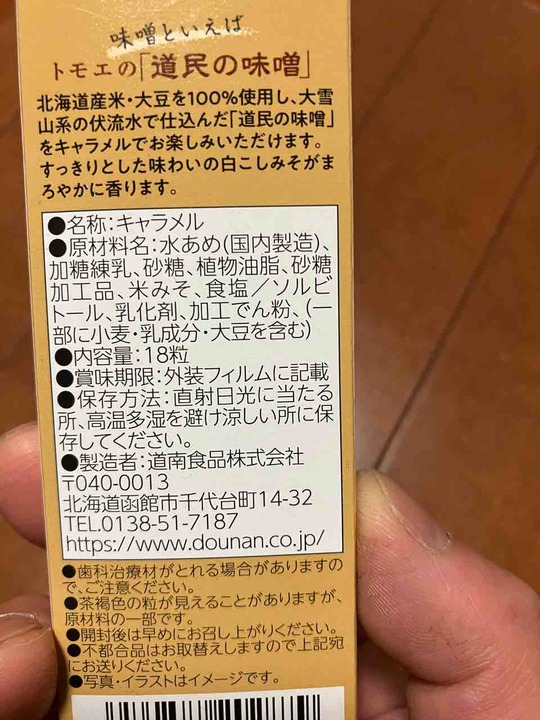 味噌といえば
トモエの「道民の味噌」
北海道産米・大豆を100%使用し、大雪
山系の伏流水で仕込んだ「道民の味噌」
をキャラメルでお楽しみいただけます。
すっきりとした味わいの白こしみそがま
ろやかに香ります。
●名称:キャラメル
●原材料名:水あめ(国内製造)、
加糖練乳、砂糖、植物油脂、砂糖
加工品、米みそ、食塩/ソルビ
トール、乳化剤、加工でん粉、(一
部に小麦・乳成分・大豆を含む)
●内容量:18粒
●賞味期限:外装フィルムに記載
●保存方法:直射日光に当たる
所、高温多湿を避け涼しい所に保
存してください。
●製造者:道南食品株式会社
〒040-0013
北海道函館市千代台町14-32
TEL.0138-51-7187
https://www.dounan.co.jp/
●歯科治療材がとれる場合がありますの
で、ご注意ください。
●茶褐色の粒が見えることがありますが、
原材料の一部です。
●開封後は早めにお召し上がりください。
●不都合品はお取替えしますので上記宛
にお送りください。
●写真・イラストはイメージです。